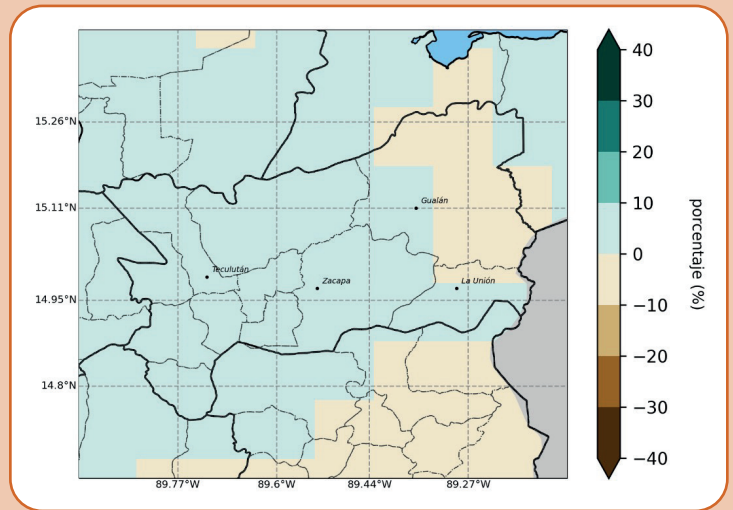 15.26°N
15.11°N
14.95°N
14.8°N
89.77°W
89.6°W
89.44°W
89.27°W
Gualán
Teculután
Zacapa
La Unión
40
30
20
10
0
−10
−20
−30
−40
porcentaje (%)